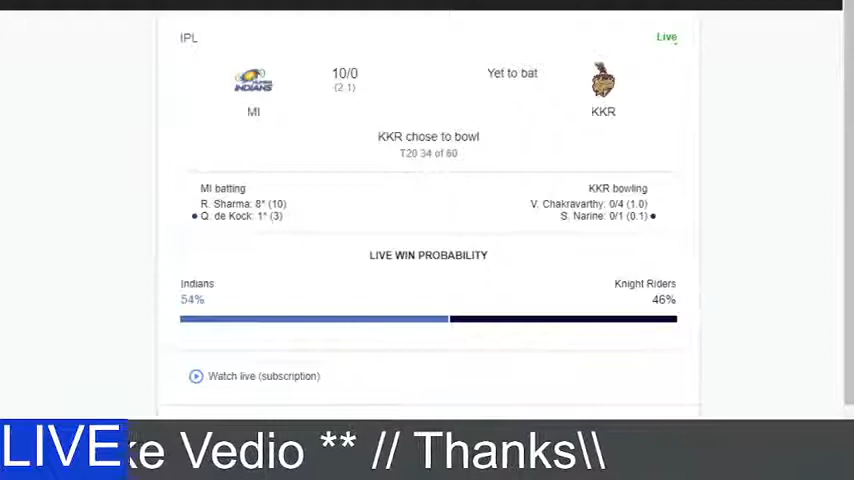 IPL
Live
10/0
(2.1)
Yet to bat
INDIANS
MI
KKR
KKR chose to bowl
T20 34 of 60
MI batting
KKR bowling
R. Sharma: 8* (10)
V. Chakravarthy: 0/4 (1.0)
Q. de Kock: 1* (3)
S. Narine: 0/1 (0.1)
LIVE WIN PROBABILITY
Indians
Knight Riders
54%
46%
Watch live (subscription)
LIVE ke Vedio ** // Thanks\\